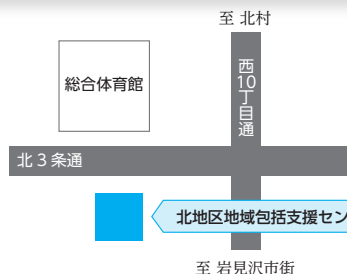 至 北村
総合体育館
西10丁目通
北3条通
北地区地域包括支援セン
至 岩見沢市街